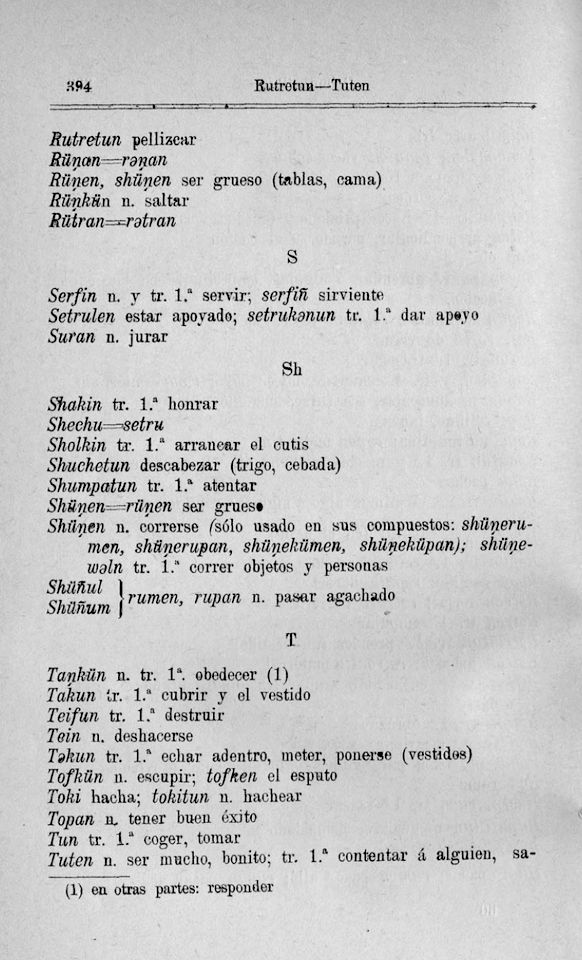 394 Rutretun—Tuten
Rutretun pellizcar
Rüṇan=rəṇan
Rüṇen, shüṇen ser grueso (tablas, cama)
Rüṇkün n. saltar
Rütran=rətran
S
Serfin n. y tr. 1.ª servir; serfiñ sirviente
Setrulen estar apoyado; setrukənun tr. 1.ª dar apoyo
Suran n. jurar
Sh
Shakin tr. 1.ª honrar
Shechu=setru
Sholkin tr. 1.ª arrancar el cutis
Shuchetun descabezar (trigo, cebada)
Shumpatun tr. 1.ª atentar
Shüṇen=rüṇen ser grueso
Shüṇen n. correrse (sólo usado en sus compuestos: shüṇeru-
men, shüṇerupan, shüṇekümen, shüṇeküpan); shüṇe-
wəln tr. 1.ª correr objetos y personas
Shüñul
Shüñum } rumen, rupan n. pasar agachado
T
Taṇkün n. tr. 1ª. obedecer (1)
Takun tr. 1.ª cubrir y el vestido
Teifun tr. 1.ª destruir
Tein n. deshacerse
Təkun tr. 1.ª echar adentro, meter, ponerse (vestidos)
Tofkün n. escupir; tofken el esputo
Toki hacha; tokitun n. hachear
Topan n. tener buen éxito
Tun tr. 1.ª coger, tomar
Tuten n. ser mucho, bonito; tr. 1.ª contentar á alguien, sa-
(1) en otras partes: responder